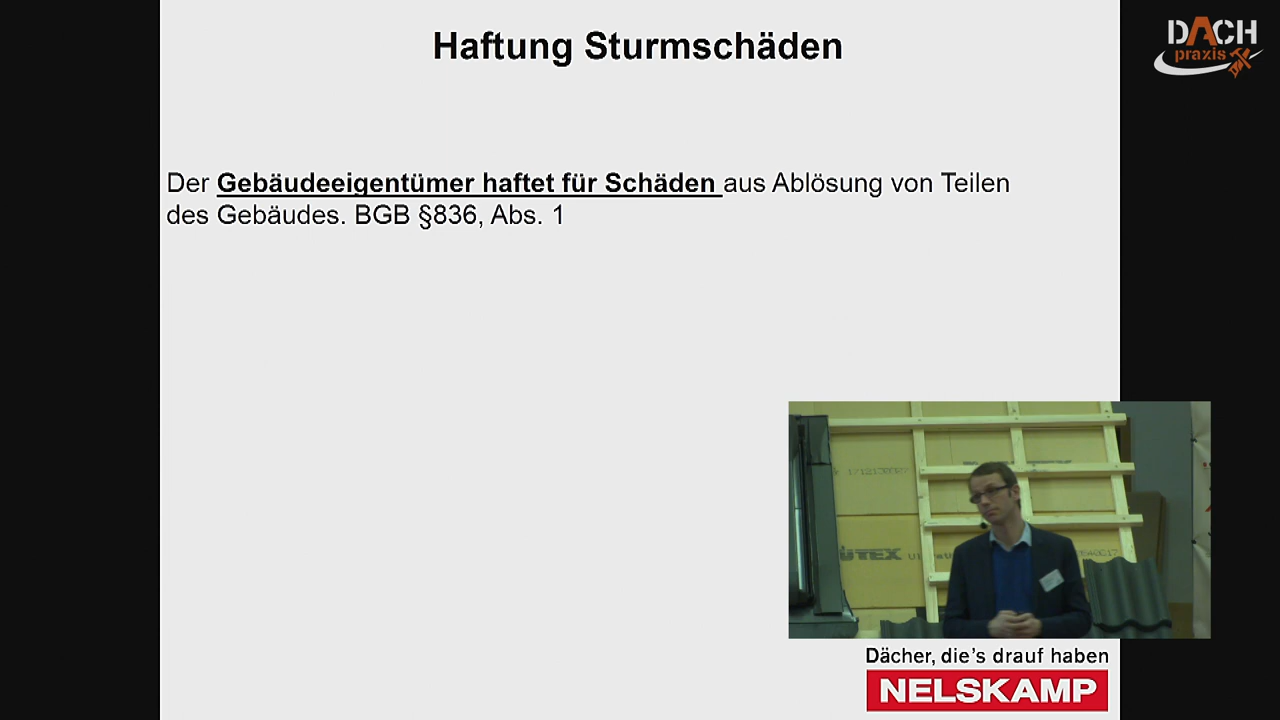 Haftung Sturmschäden
DACH
praxis
Der Gebäudeeigentümer haftet für Schäden aus Ablösung von Teilen
des Gebäudes. BGB §836, Abs. 1
Dächer, die's drauf haben
NELSKAMP